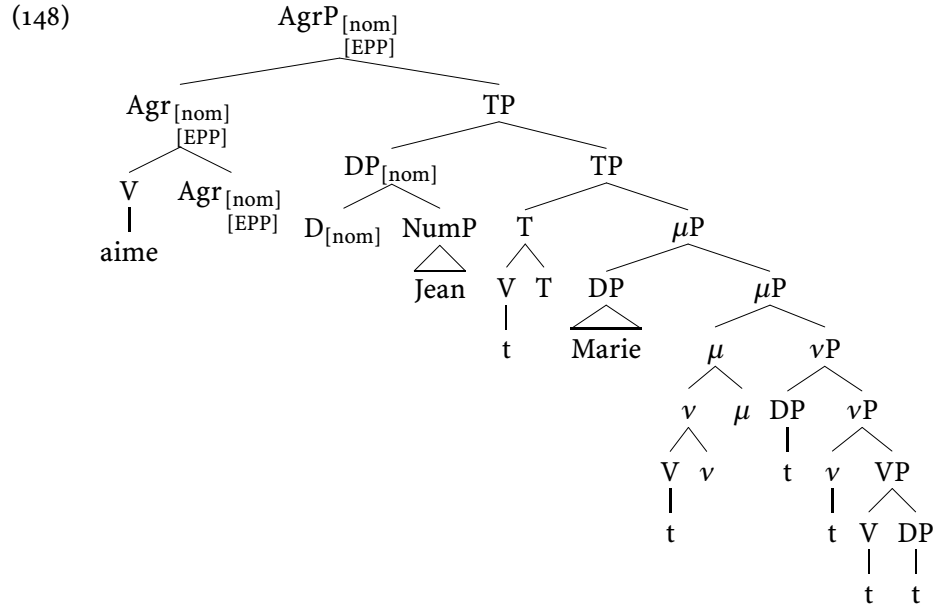 (148)
AgrP[nom]
[EPP]
Agr[nom] TP
[EPP]
DP[nom] TP
V Agr[nom]
[EPP]
D[nom] NumP T μP
aime
Jean V T DP μP
t Marie μ νP
ν μ DP νP
V ν t ν VP
t t V DP
t t